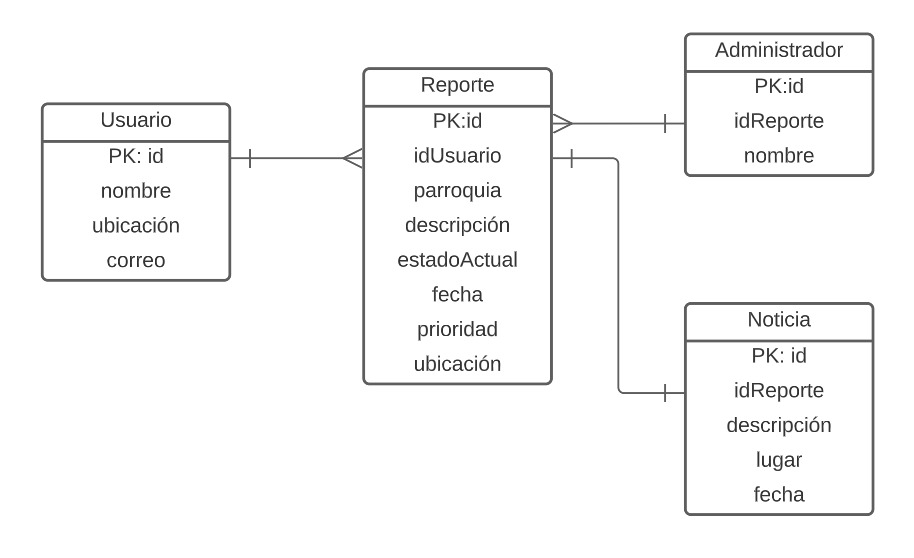 Usuario
PK: id
nombre
ubicación
correo
Reporte
PK:id
idUsuario
parroquia
descripción
estadoActual
fecha
prioridad
ubicación
Administrador
PK:id
idReporte
nombre
Noticia
PK: id
idReporte
descripción
lugar
fecha